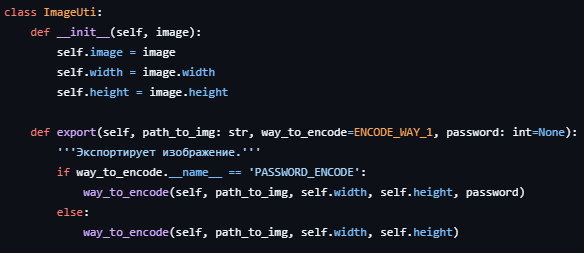 class ImageUti:
    def __init__(self, image):
        self.image = image
        self.width = image.width
        self.height = image.height

    def export(self, path_to_img: str, way_to_encode=ENCODE_WAY_1, password: int=None):
        '''Экспортирует изображение.'''
        if way_to_encode.__name__ == 'PASSWORD_ENCODE':
            way_to_encode(self, path_to_img, self.width, self.height, password)
        else:
            way_to_encode(self, path_to_img, self.width, self.height)